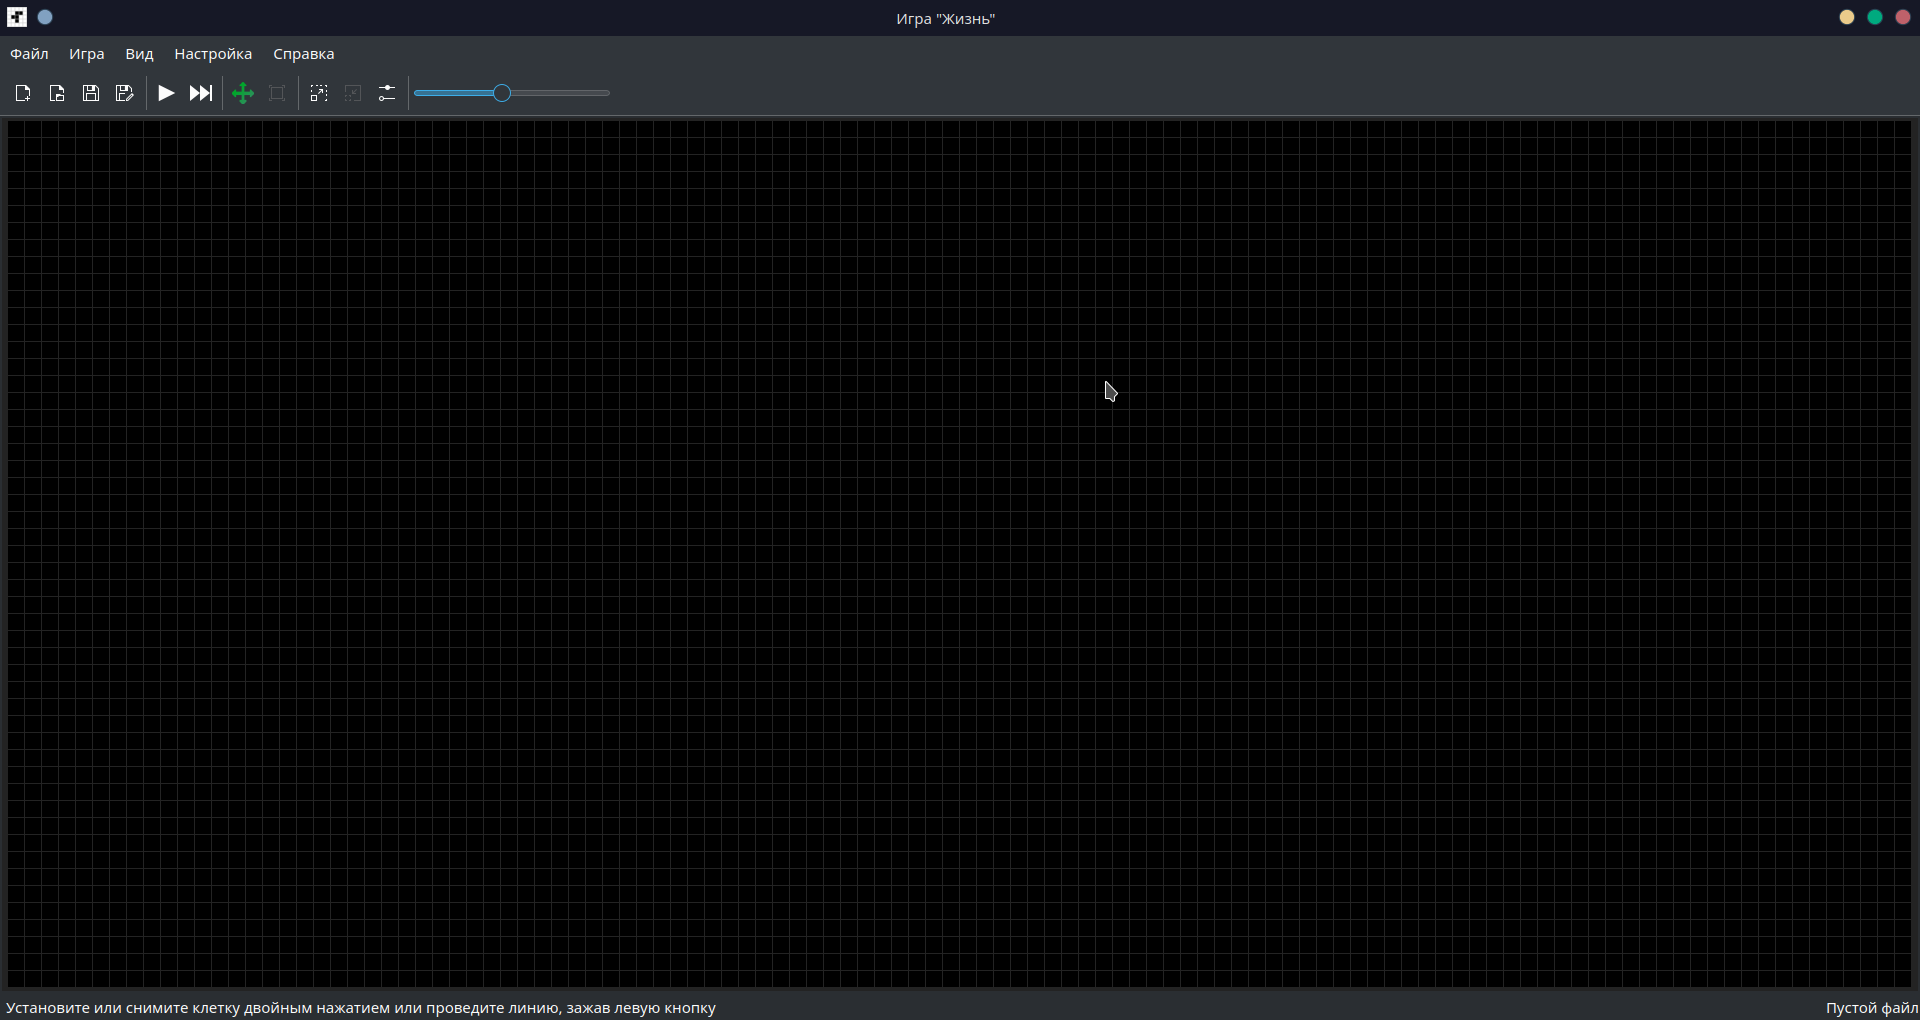 Игра "Жизнь"
Файл Игра Вид Настройка Справка
Установите или снимите клетку двойным нажатием или проведите линию, зажав левую кнопку
Пустой файл